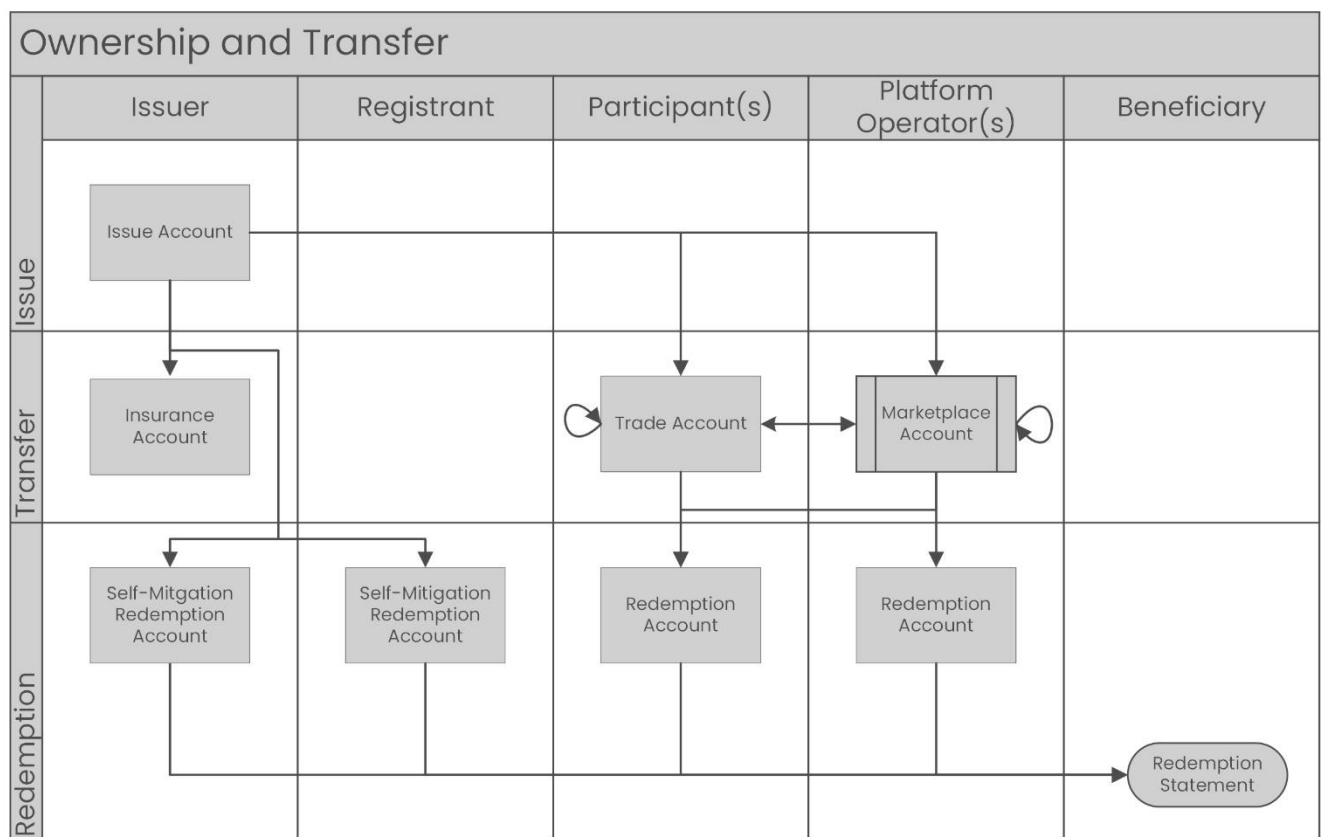 Ownership and Transfer
Issuer
Registrant
Participant(s)
Platform
Operator(s)
Beneficiary
Issue
Issue Account
Transfer
Insurance
Account
Trade Account
Marketplace
Account
Redemption
Self-Mitgation
Redemption
Account
Self-Mitigation
Redemption
Account
Redemption
Account
Redemption
Account
Redemption
Statement